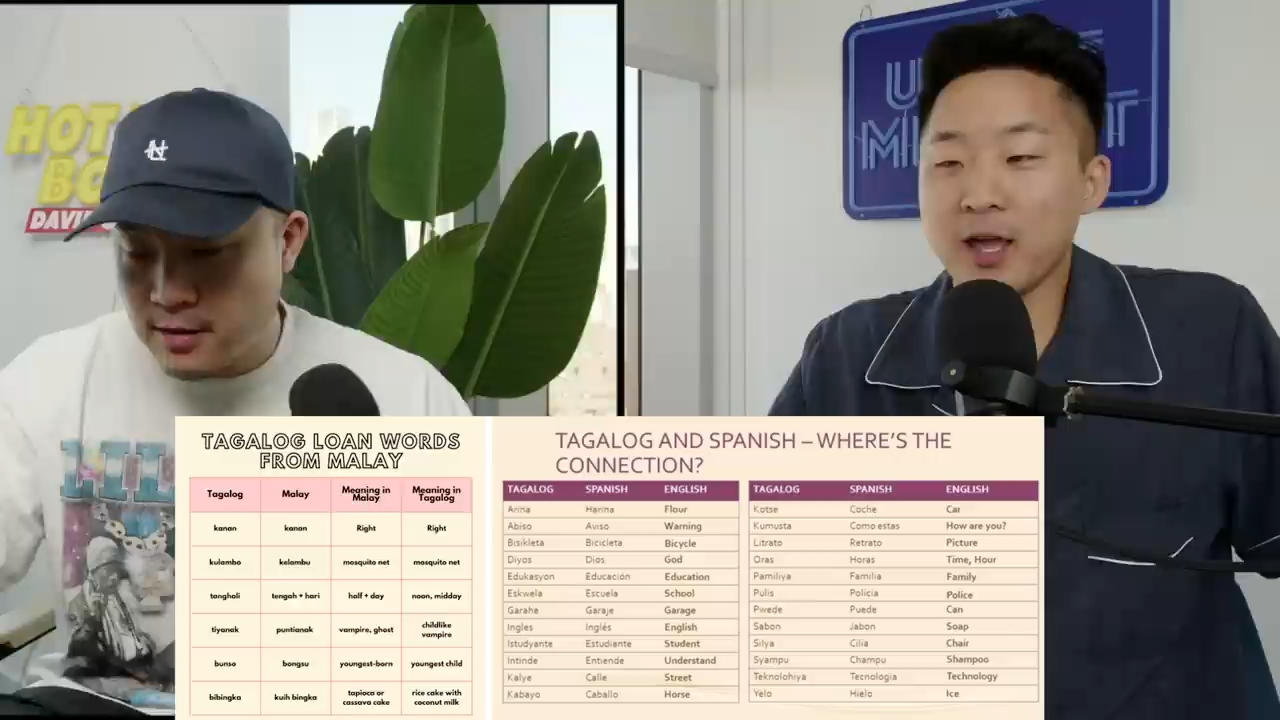 HOT
BO
DAVI
N
U
MI T
LIL
TAGALOG LOAN WORDS
FROM MALAY
Tagalog Malay Meaning in Malay Meaning in Tagalog
kanan kanan Right Right
kulambo kelambu mosquito net mosquito net
tanghali tengah + hari half + day noon, midday
tiyanak puntianak vampire, ghost childlike vampire
bunso bongsu youngest-born youngest child
bibingka kuih bingka tapioca or cassava cake rice cake with coconut milk
TAGALOG AND SPANISH – WHERE'S THE
CONNECTION?
TAGALOG SPANISH ENGLISH
Arina Harina Flour
Abiso Aviso Warning
Bisikleta Bicicleta Bicycle
Diyos Dios God
Edukasyon Educación Education
Eskwela Escuela School
Garahe Garaje Garage
Ingles Inglés English
Istudyante Estudiante Student
Intinde Entiende Understand
Kalye Calle Street
Kabayo Caballo Horse
TAGALOG SPANISH ENGLISH
Kotse Coche Car
Kumusta Como estas How are you?
Litrato Retrato Picture
Oras Horas Time, Hour
Pamiliya Familia Family
Pulis Policia Police
Pwede Puede Can
Sabon Jabon Soap
Silya Cilia Chair
Syampu Champu Shampoo
Teknolohiya Tecnologia Technology
Yelo Hielo Ice